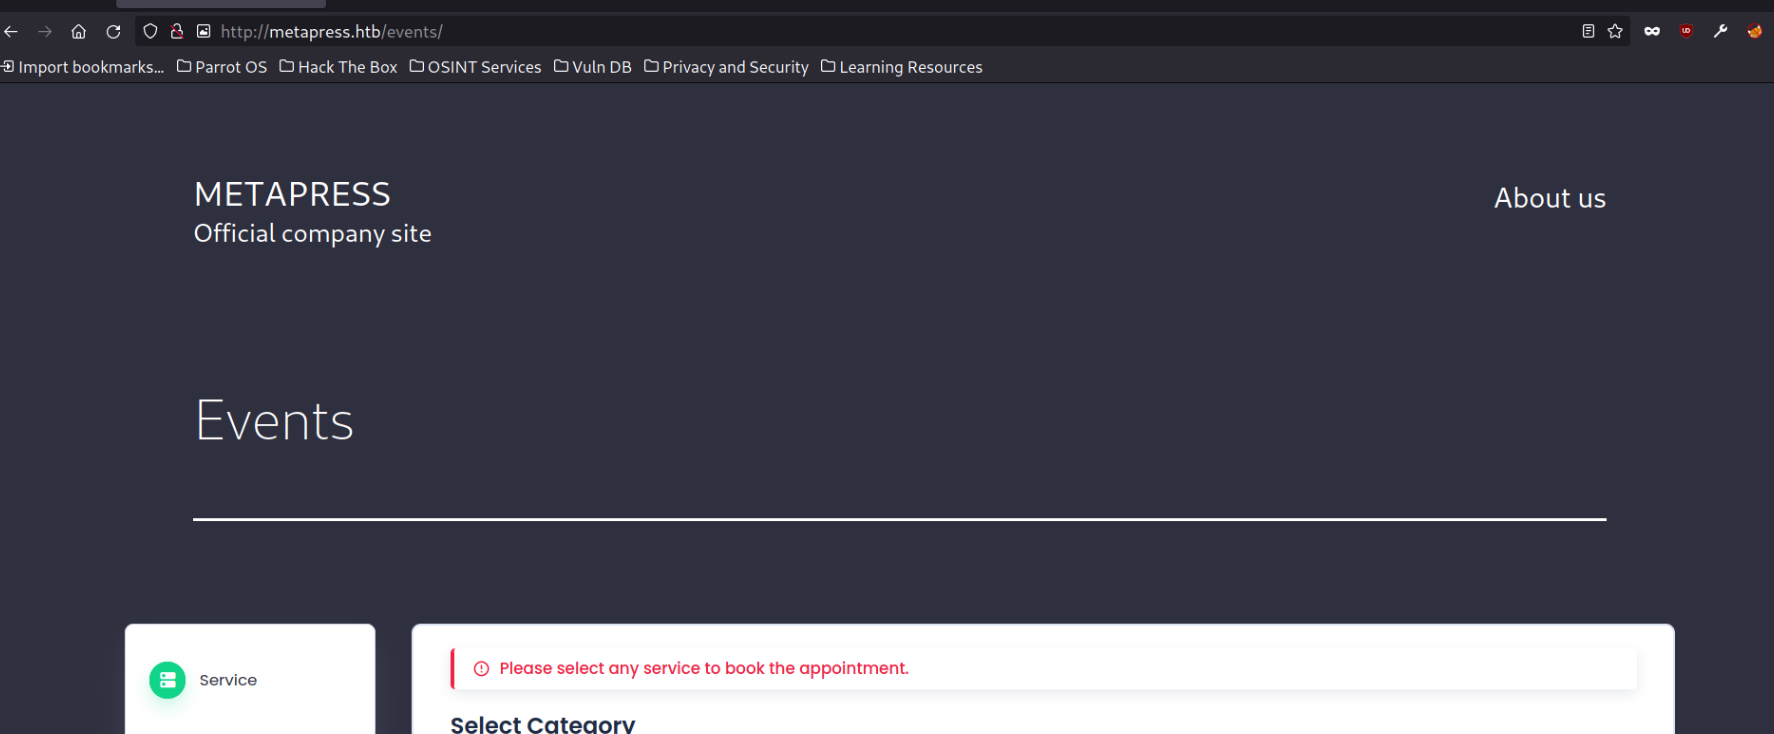 http://metapress.htb/events/
Import bookmarks... Parrot OS Hack The Box OSINT Services Vuln DB Privacy and Security Learning Resources
METAPRESS
About us
Official company site
Events
Please select any service to book the appointment.
Service
Select Category